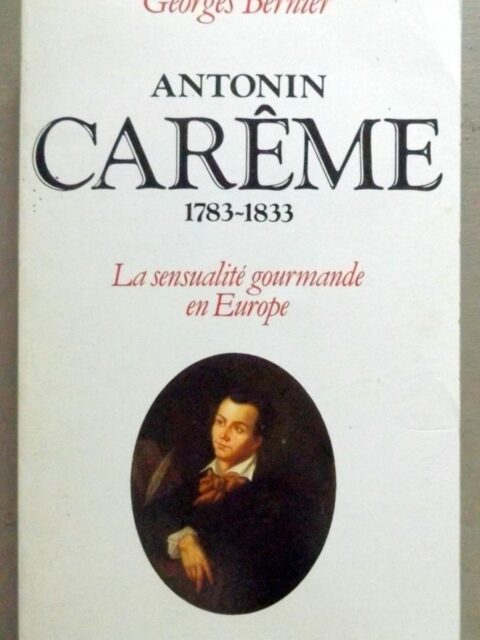 Georges Bernier
ANTONIN
CARÊME
1783-1833
La sensualité gourmande
en Europe